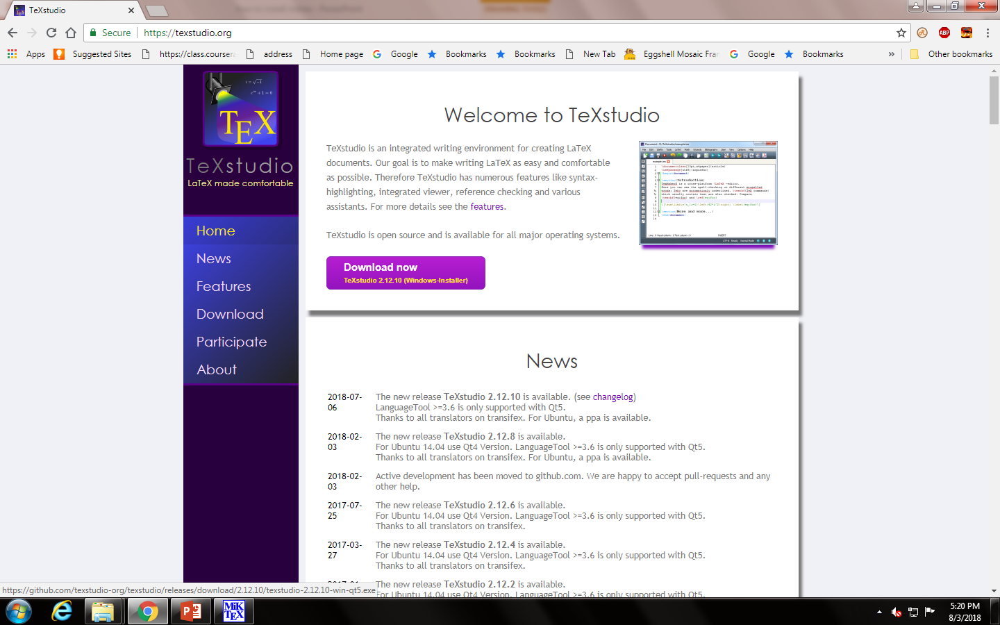 TeXstudio
Secure
https://texstudio.org
ABP
Apps
Suggested Sites
https://class.coursera
address
Home page
Google
Bookmarks
Bookmarks
New Tab
Eggshell Mosaic Fran
Google
Bookmarks
»
Other bookmarks
TEX
TeXstudio
LaTeX made comfortable
Home
News
Features
Download
Participate
About
Welcome to TeXstudio
TeXstudio is an integrated writing environment for creating LaTeX
documents. Our goal is to make writing LaTeX as easy and comfortable
as possible. Therefore TeXstudio has numerous features like syntax-
highlighting, integrated viewer, reference checking and various
assistants. For more details see the features.
TeXstudio is open source and is available for all major operating systems.
Download now
TeXstudio 2.12.10 (Windows-Installer)
News
2018-07-
06
The new release TeXstudio 2.12.10 is available. (see changelog)
LanguageTool >=3.6 is only supported with Qt5.
Thanks to all translators on transifex. For Ubuntu, a ppa is available.
2018-02-
03
The new release TeXstudio 2.12.8 is available.
For Ubuntu 14.04 use Qt4 Version. LanguageTool >=3.6 is only supported with Qt5.
Thanks to all translators on transifex. For Ubuntu, a ppa is available.
2018-02-
03
Active development has been moved to github.com. We are happy to accept pull-requests and any
other help.
2017-07-
25
The new release TeXstudio 2.12.6 is available.
For Ubuntu 14.04 use Qt4 Version. LanguageTool >=3.6 is only supported with Qt5.
Thanks to all translators on transifex.
2017-03-
27
The new release TeXstudio 2.12.4 is available.
For Ubuntu 14.04 use Qt4 Version. LanguageTool >=3.6 is only supported with Qt5.
Thanks to all translators on transifex.
The new release TeXstudio 2.12.2 is available.
For Ubuntu 14.04 use Qt4 Version. LanguageTool >=3.6 is only supported with Qt5.
https://github.com/texstudio-org/texstudio/releases/download/2.12.10/texstudio-2.12.10-win-qt5.exe
MiKTEX
5:20 PM
8/3/2018